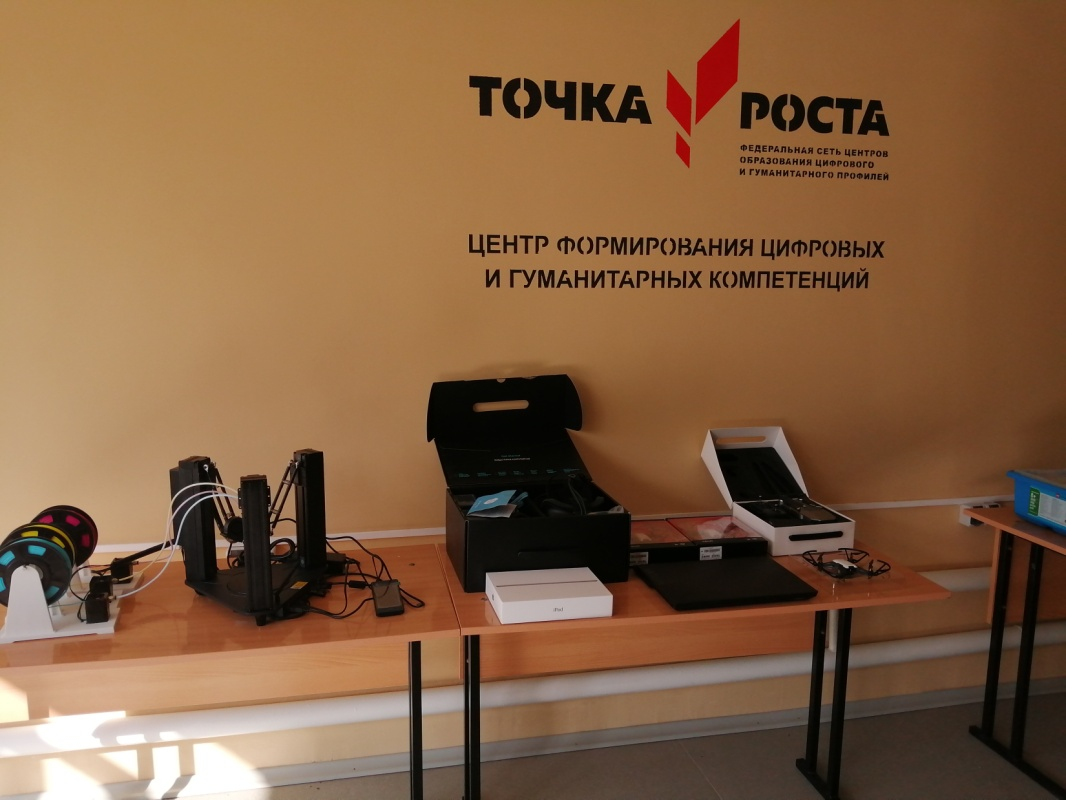 ТОЧКА РОСТА
ФЕДЕРАЛЬНАЯ СЕТЬ ЦЕНТРОВ
ОБРАЗОВАНИЯ ЦИФРОВОГО
И ГУМАНИТАРНОГО ПРОФИЛЕЙ
ЦЕНТР ФОРМИРОВАНИЯ ЦИФРОВЫХ
И ГУМАНИТАРНЫХ КОМПЕТЕНЦИЙ
iPad